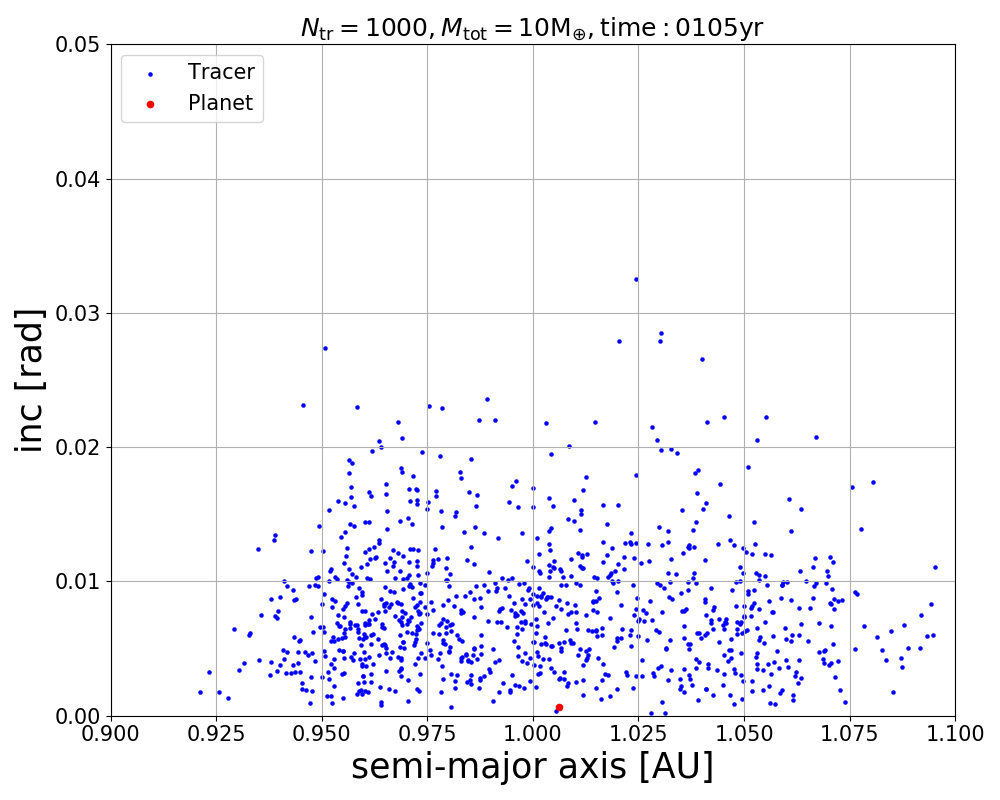 N_tr = 1000, M_tot = 10M_⊕, time : 0105yr
Tracer
Planet
inc [rad]
0.05
0.04
0.03
0.02
0.01
0.00
0.900 0.925 0.950 0.975 1.000 1.025 1.050 1.075 1.100
semi-major axis [AU]